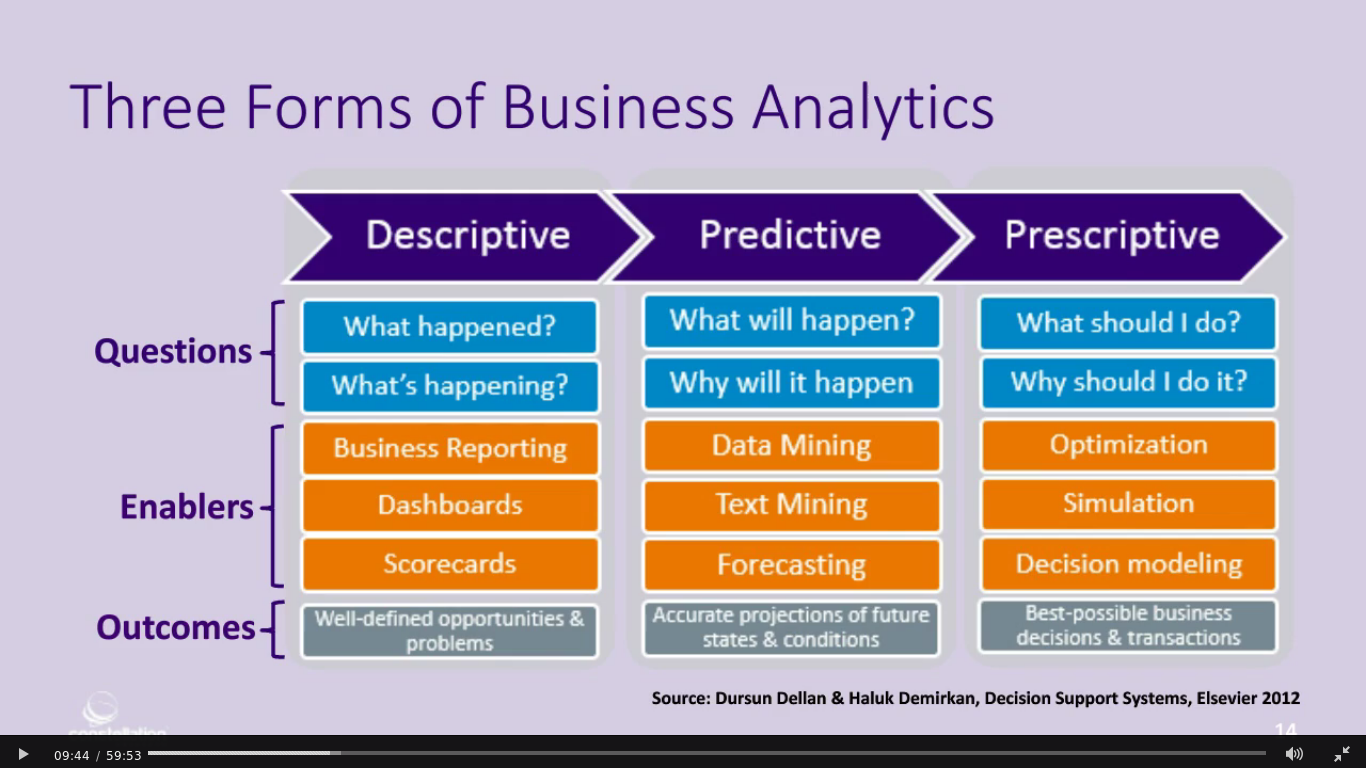 Three Forms of Business Analytics
Descriptive
Predictive
Prescriptive
Questions
What happened?
What will happen?
What should I do?
What's happening?
Why will it happen
Why should I do it?
Enablers
Business Reporting
Data Mining
Optimization
Dashboards
Text Mining
Simulation
Scorecards
Forecasting
Decision modeling
Outcomes
Well-defined opportunities &
problems
Accurate projections of future
states & conditions
Best-possible business
decisions & transactions
Source: Dursun Dellan & Haluk Demirkan, Decision Support Systems, Elsevier 2012
constellation
14
09:44 / 59:53